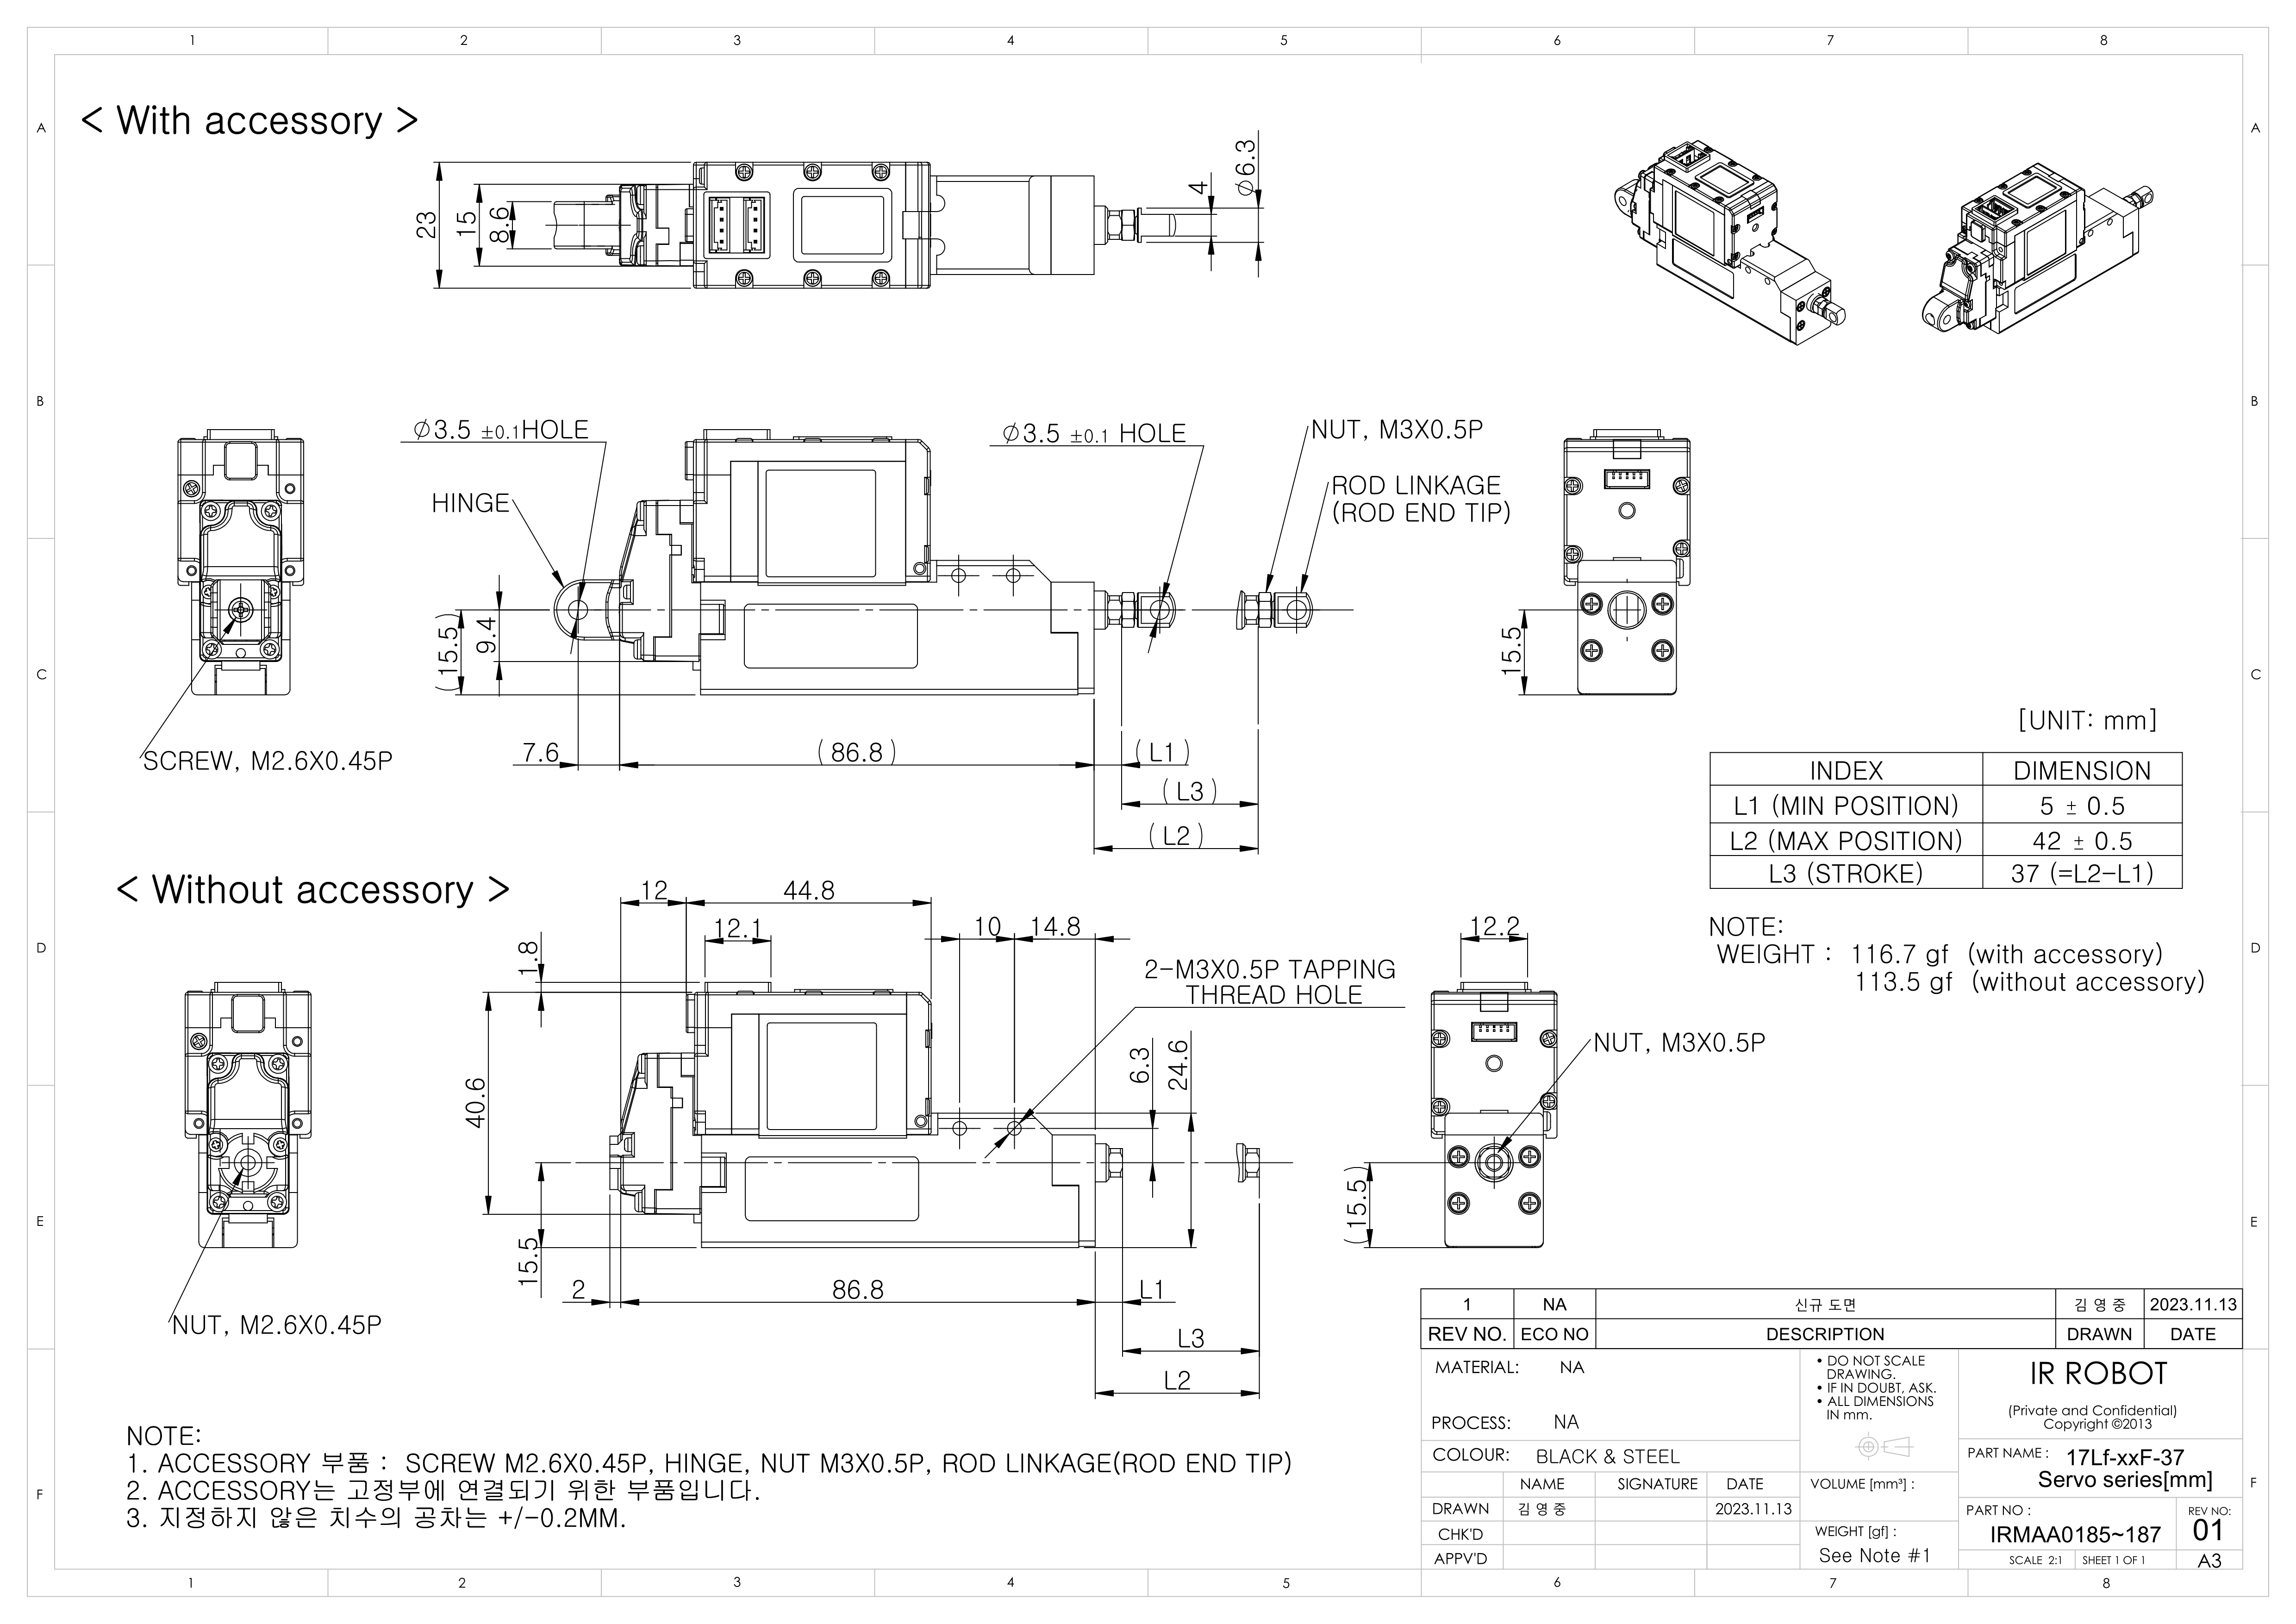 1 2 3 4 5 6 7 8
A A
B B
C C
D D
E E
F F
< With accessory >
23
15
8.6
4
Ø6.3
Ø3.5 ±0.1HOLE
Ø3.5 ±0.1 HOLE
NUT, M3X0.5P
HINGE
ROD LINKAGE
(ROD END TIP)
(15.5)
9.4
15.5
SCREW, M2.6X0.45P
7.6
(86.8)
(L1)
(L3)
(L2)
[UNIT: mm]
INDEX DIMENSION
L1 (MIN POSITION) 5 ± 0.5
L2 (MAX POSITION) 42 ± 0.5
L3 (STROKE) 37 (=L2-L1)
NOTE:
WEIGHT : 116.7 gf (with accessory)
113.5 gf (without accessory)
< Without accessory >
12
44.8
12.1
10
14.8
12.2
1.8
2-M3X0.5P TAPPING
THREAD HOLE
NUT, M3X0.5P
40.6
6.3
24.6
15.5
(15.5)
2
86.8
L1
L3
L2
NUT, M2.6X0.45P
NOTE:
1. ACCESSORY 부품 : SCREW M2.6X0.45P, HINGE, NUT M3X0.5P, ROD LINKAGE(ROD END TIP)
2. ACCESSORY는 고정부에 연결되기 위한 부품입니다.
3. 지정하지 않은 치수의 공차는 +/-0.2MM.
1 NA 신규 도면 김 영 중 2023.11.13
REV NO. ECO NO DESCRIPTION DRAWN DATE
MATERIAL: NA
PROCESS: NA
COLOUR: BLACK & STEEL
• DO NOT SCALE
DRAWING.
• IF IN DOUBT, ASK.
• ALL DIMENSIONS
IN mm.
IR ROBOT
(Private and Confidential)
Copyright ©2013
PART NAME : 17Lf-xxF-37
Servo series[mm]
NAME SIGNATURE DATE
DRAWN 김 영 중 2023.11.13
CHK'D
APPV'D
VOLUME [mm³] :
WEIGHT [gf] :
See Note #1
PART NO :
IRMAA0185~187
REV NO:
01
SCALE 2:1 SHEET 1 OF 1 A3
1 2 3 4 5 6 7 8